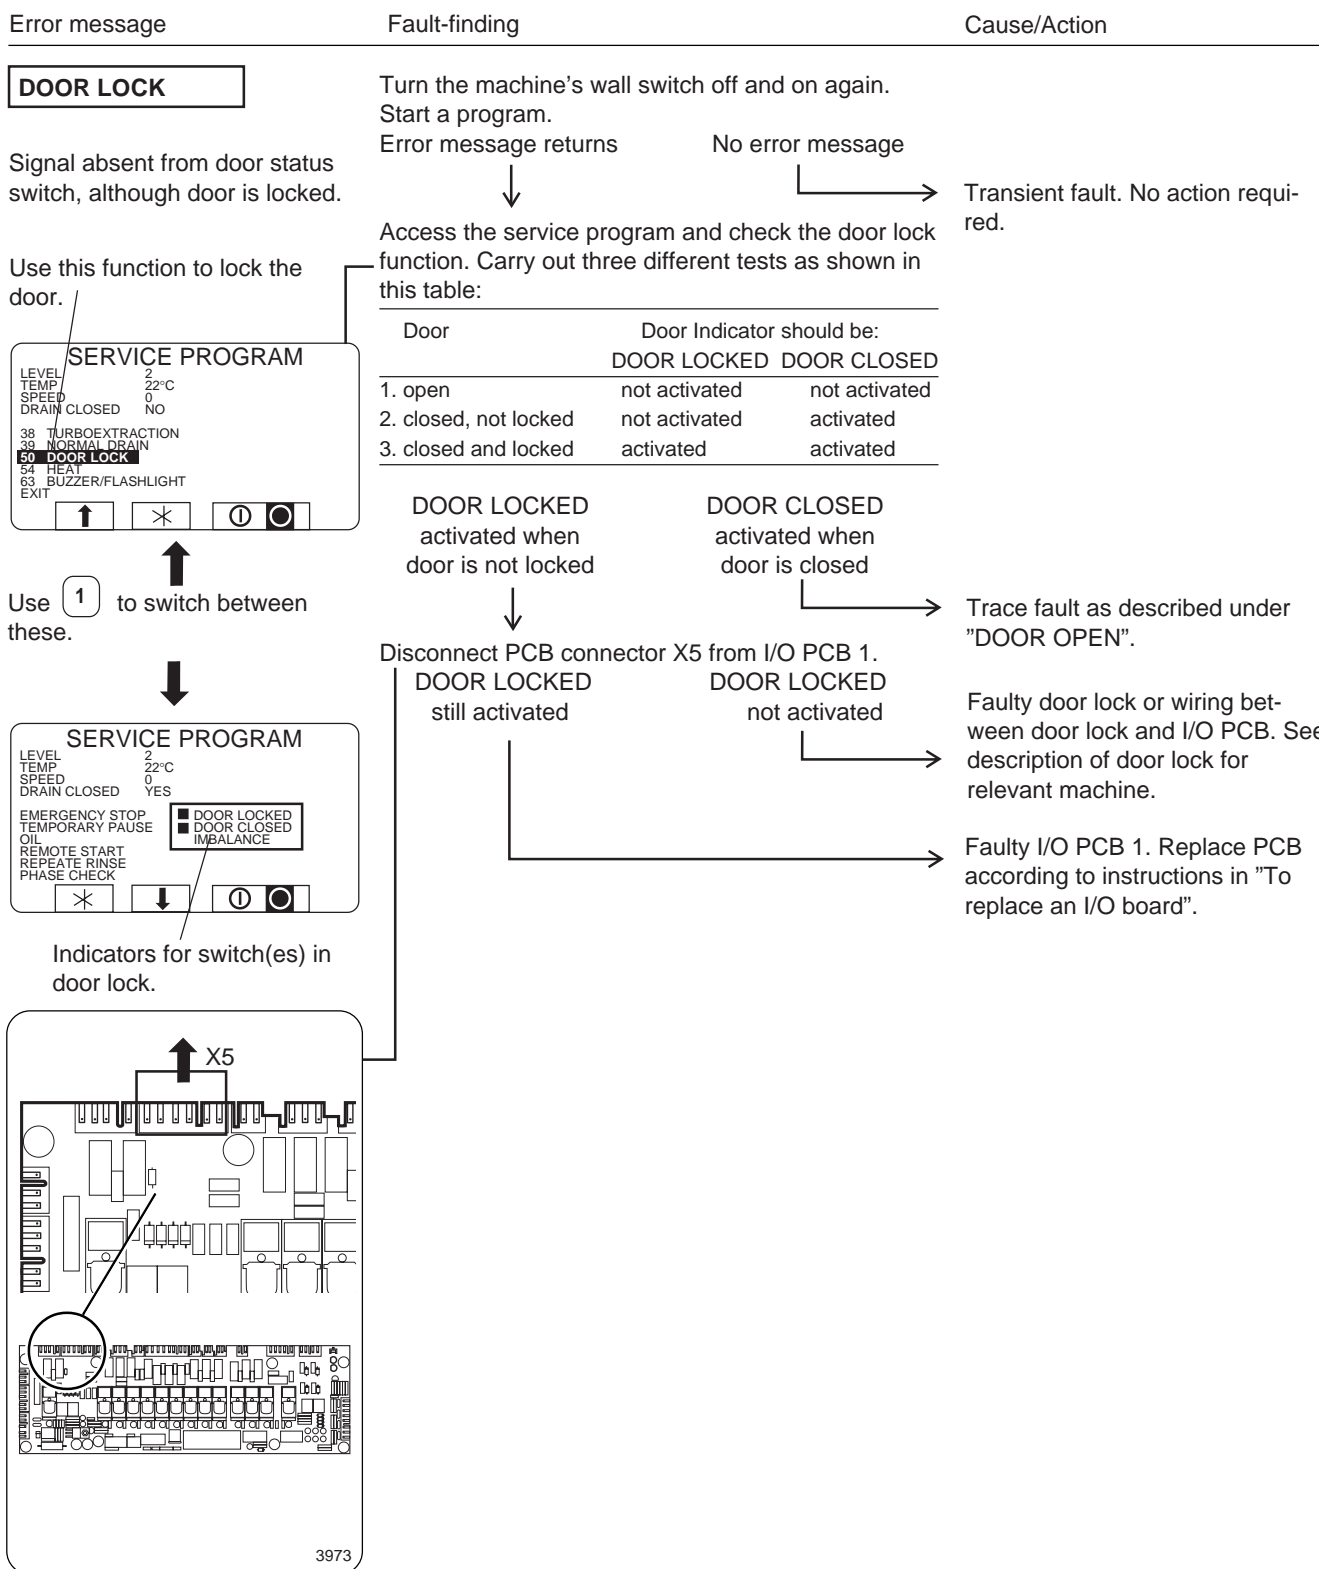 Error message
Fault-finding
Cause/Action
DOOR LOCK
Signal absent from door status
switch, although door is locked.
Use this function to lock the
door.
SERVICE PROGRAM
LEVEL 2
TEMP 22°C
SPEED 0
DRAIN CLOSED NO
38 TURBOEXTRACTION
39 NORMAL DRAIN
50 DOOR LOCK
54 HEAT
63 BUZZER/FLASHLIGHT
EXIT
Use 1 to switch between
these.
SERVICE PROGRAM
LEVEL 2
TEMP 22°C
SPEED 0
DRAIN CLOSED YES
EMERGENCY STOP DOOR LOCKED
TEMPORARY PAUSE DOOR CLOSED
OIL IMBALANCE
REMOTE START
REPEATE RINSE
PHASE CHECK
Indicators for switch(es) in
door lock.
X5
3973
Turn the machine's wall switch off and on again.
Start a program.
Error message returns No error message
Access the service program and check the door lock
function. Carry out three different tests as shown in
this table:
Door Door Indicator should be:
DOOR LOCKED DOOR CLOSED
1. open not activated not activated
2. closed, not locked not activated activated
3. closed and locked activated activated
DOOR LOCKED
activated when
door is not locked
DOOR CLOSED
activated when
door is closed
Disconnect PCB connector X5 from I/O PCB 1.
DOOR LOCKED
still activated
DOOR LOCKED
not activated
Transient fault. No action requi-
red.
Trace fault as described under
"DOOR OPEN".
Faulty door lock or wiring bet-
ween door lock and I/O PCB. See
description of door lock for
relevant machine.
Faulty I/O PCB 1. Replace PCB
according to instructions in "To
replace an I/O board".